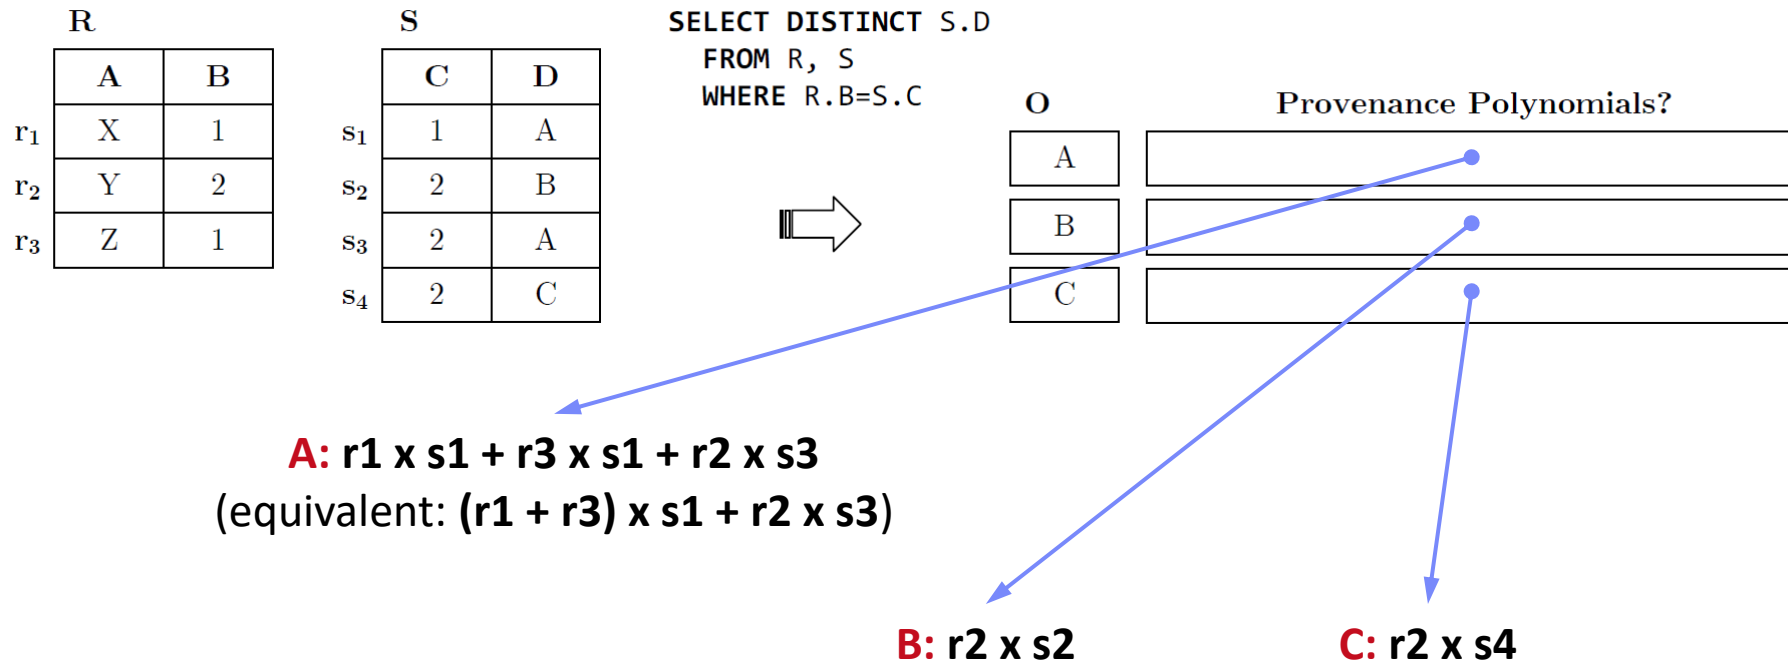 R
A B
r1 X 1
r2 Y 2
r3 Z 1
S
C D
s1 1 A
s2 2 B
s3 2 A
s4 2 C
SELECT DISTINCT S.D
FROM R, S
WHERE R.B=S.C
O Provenance Polynomials?
A
B
C
A: r1 x s1 + r3 x s1 + r2 x s3
(equivalent: (r1 + r3) x s1 + r2 x s3)
B: r2 x s2
C: r2 x s4